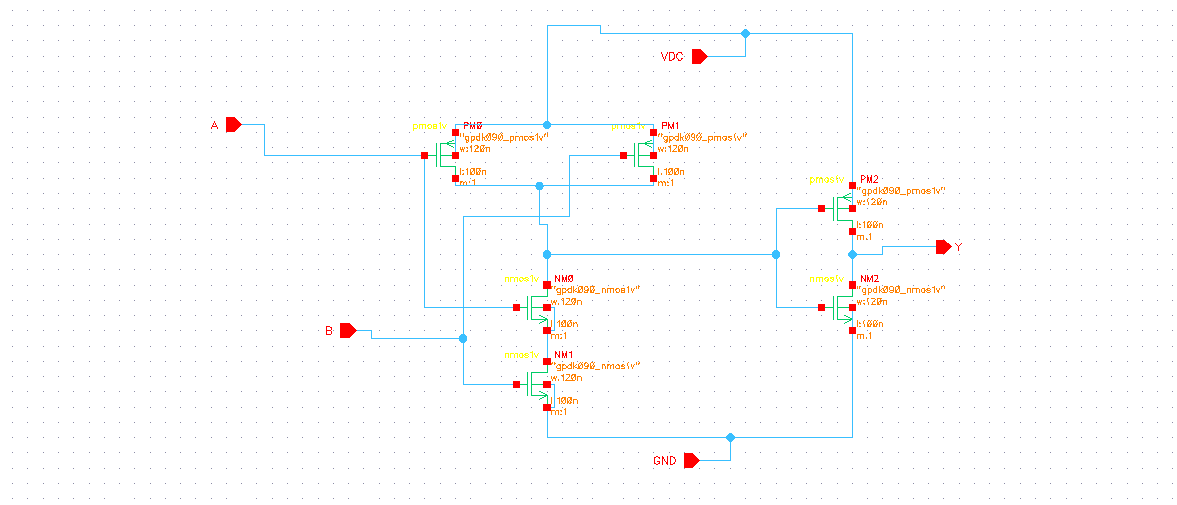 VDC
A
pmos1v
PM0
"gpdk090_pmos1v"
w:120n
l:100n
m:1
pmos1v
PM1
"gpdk090_pmos1v"
w:120n
l:100n
m:1
pmos1v
PM2
"gpdk090_pmos1v"
w:120n
l:100n
m:1
Y
nmos1v
NM0
"gpdk090_nmos1v"
w:120n
l:100n
m:1
nmos1v
NM2
"gpdk090_nmos1v"
w:120n
l:100n
m:1
B
nmos1v
NM1
"gpdk090_nmos1v"
w:120n
l:100n
m:1
GND